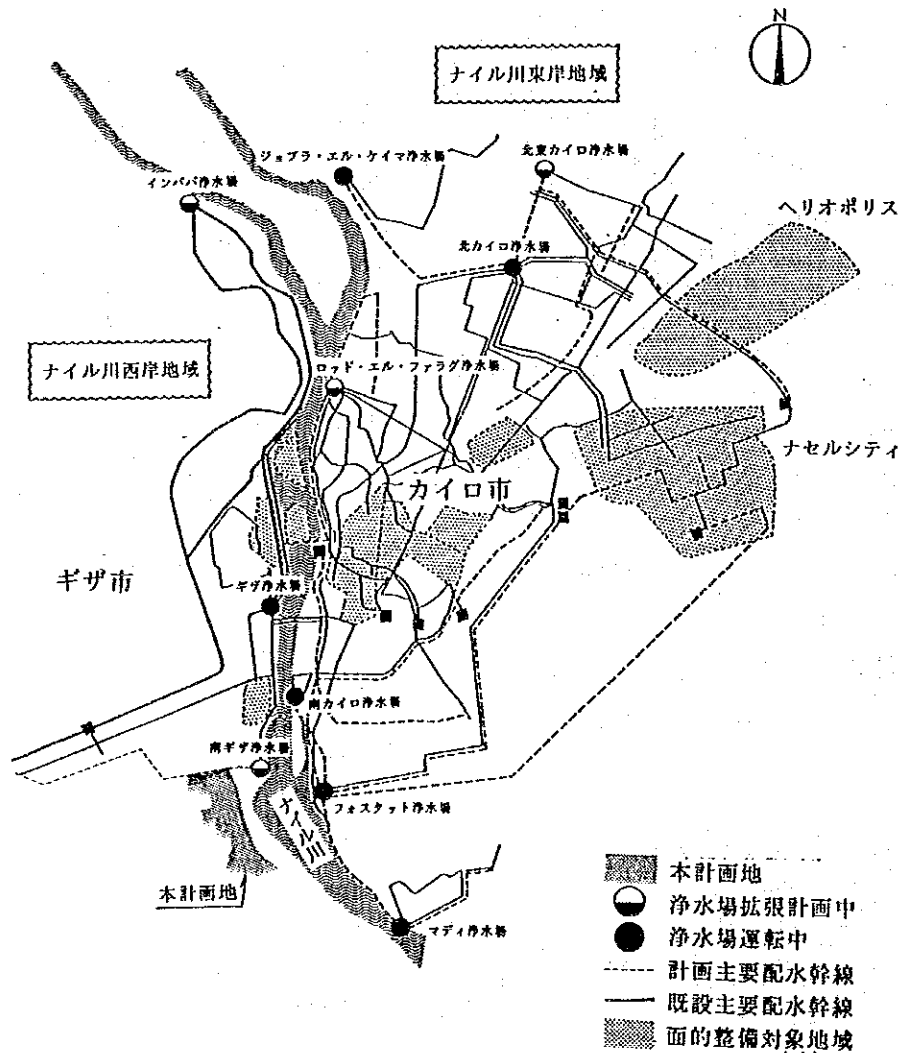 N
ナイル川東岸地域
ジョブラ・エル・ケイマ浄水場
北東カイロ浄水場
インババ浄水場
ヘリオポリス
北カイロ浄水場
ナイル川西岸地域
ロッド・エル・ファラグ浄水場
ナセルシティ
カイロ市
ギザ市
ギザ浄水場
南カイロ浄水場
南ギザ浄水場
フォスタット浄水場
ナイル川
本計画地
マディ浄水場
本計画地
浄水場拡張計画中
浄水場運転中
計画主要配水幹線
既設主要配水幹線
面的整備対象地域